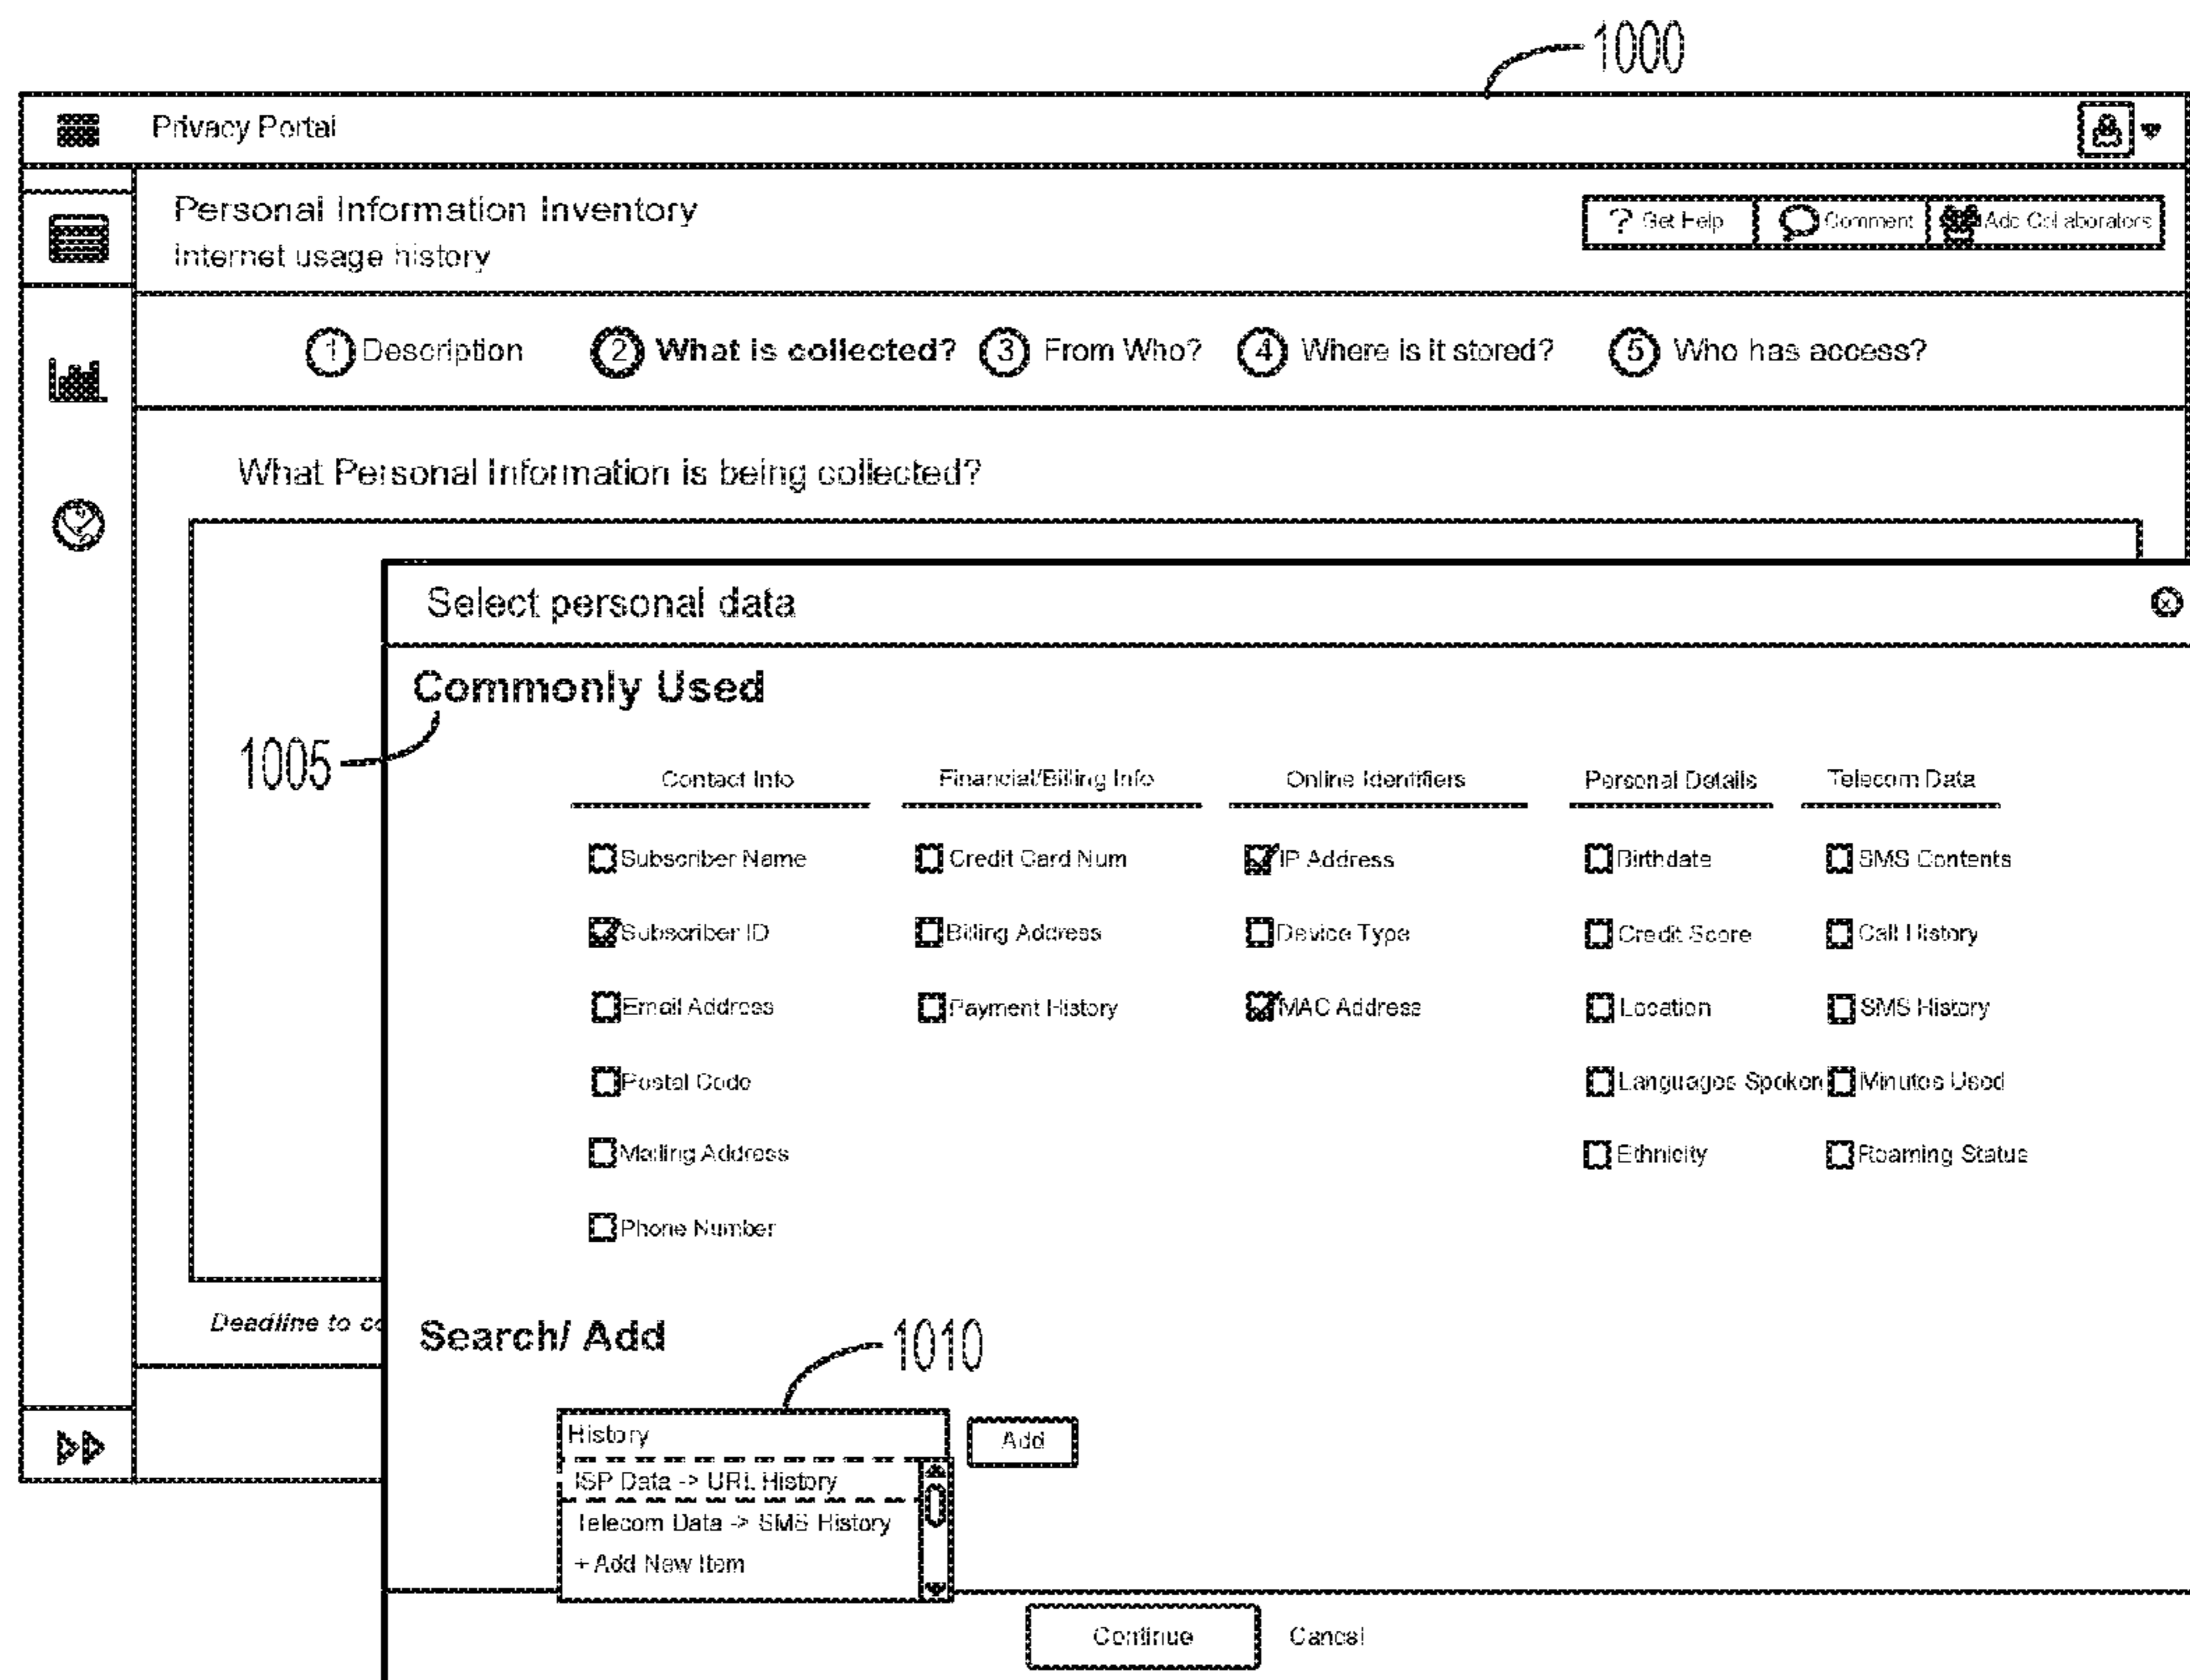 1000
Privacy Portal
Personal Information Inventory
? Get Help Comment Add Collaborators
Internet usage history
1 Description 2 What is collected? 3 From Who? 4 Where is it stored? 5 Who has access?
What Personal Information is being collected?
Select personal data x
Commonly Used
1005
Contact Info Financial/Billing Info Online Identifiers Personal Details Telecom Data
Subscriber Name Credit Card Num IP Address Birthdate SMS Contents
Subscriber ID Billing Address Device Type Credit Score Call History
Email Address Payment History MAC Address Location SMS History
Postal Code Languages Spoken Minutes Used
Mailing Address Ethnicity Roaming Status
Phone Number
Deadline to co
Search/ Add
1010
History Add
ISP Data -> URL History
Telecom Data -> SMS History
+ Add New Item
Continue Cancel